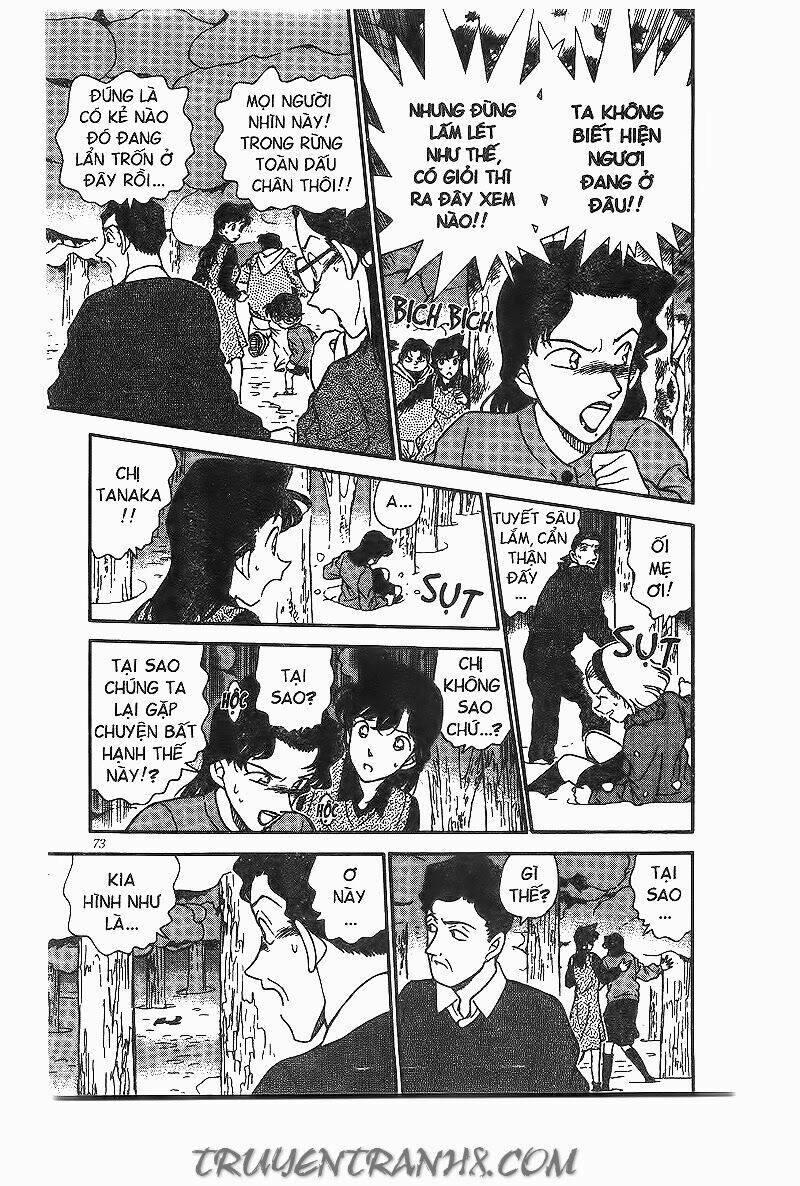 TA KHÔNG
BIẾT HIỆN
NGƯƠI
ĐANG Ở
ĐÂU!!
NHƯNG ĐỪNG
LẤM LÉT
NHƯ THẾ,
CÓ GIỎI THÌ
RA ĐÂY XEM
NÀO!!
BỊCH BỊCH
MỌI NGƯỜI
NHÌN NÀY!
TRONG RỪNG
TOÀN DẤU
CHÂN THÔI!!
ĐÚNG LÀ
CÓ KẺ NÀO
ĐÓ ĐANG
LẨN TRỐN Ở
ĐÂY RỒI...
ỐI
MẸ
ƠI!
TUYẾT SÂU
LẮM, CẨN
THẬN
ĐẤY
...
SỤT
A...
SỤT
CHỊ
TANAKA
!!
CHỊ
KHÔNG
SAO
CHỨ...?
TẠI
SAO?
HỘC
HỘC
TẠI SAO
CHÚNG TA
LẠI GẶP
CHUYỆN BẤT
HẠNH THẾ
NÀY!?
73
TẠI
SAO
...
GÌ
THẾ?
Ơ
NÀY
...
KIA
HÌNH NHƯ
LÀ...
TRUYENTRANH8.COM